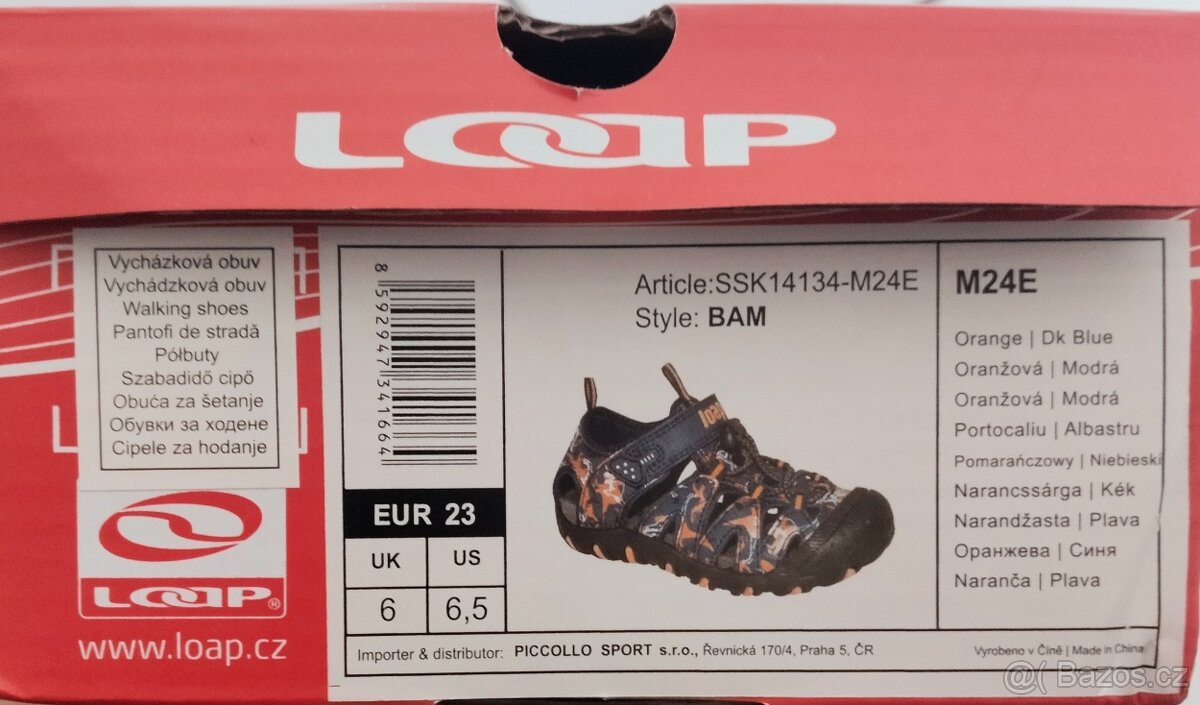 LOAP
Vycházková obuv
Vychádzková obuv
Walking shoes
Pantofi de stradă
Półbuty
Szabadidő cipő
Obuća za šetanje
Обувки за ходене
Cipele za hodanje
LOAP®
www.loap.cz
8 592947 341664
EUR 23
UK US
6 6,5
Article:SSK14134-M24E
Style: BAM
loap
M24E
Orange | Dk Blue
Oranžová | Modrá
Oranžová | Modrá
Portocaliu | Albastru
Pomarańczowy | Niebieski
Narancssárga | Kék
Narandžasta | Plava
Оранжева | Синя
Naranča | Plava
Importer & distributor: PICCOLLO SPORT s.r.o., Řevnická 170/4, Praha 5, ČR
Vyrobeno v Číně | Made in China
@( Bazos.cz